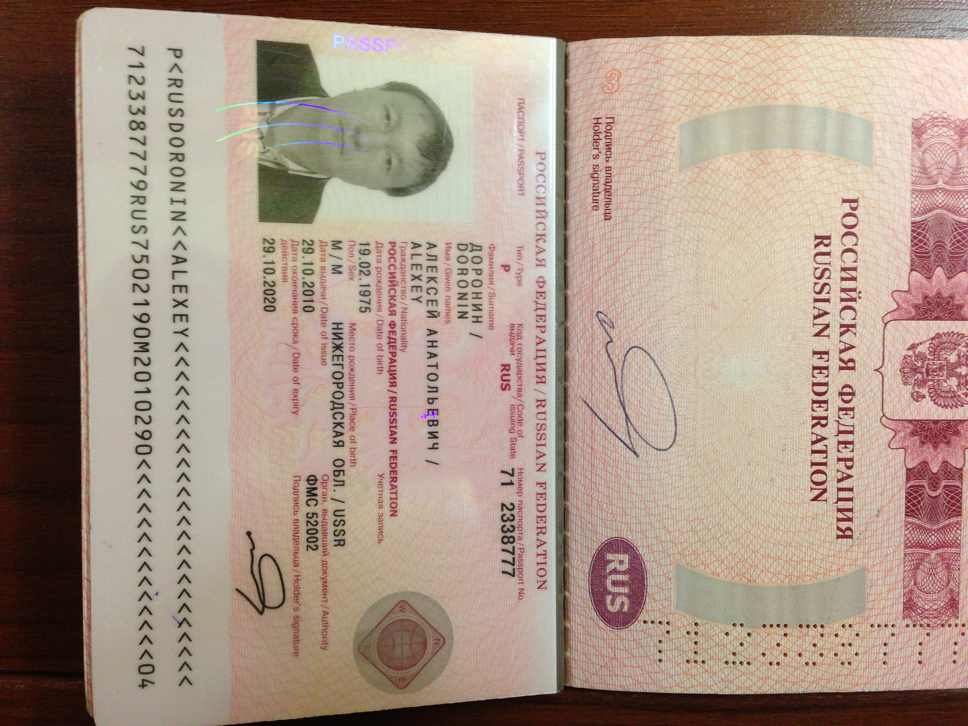 РОССИЙСКАЯ ФЕДЕРАЦИЯ
RUSSIAN FEDERATION
Подпись владельца
Holder's signature
RUS
РОССИЙСКАЯ ФЕДЕРАЦИЯ / RUSSIAN FEDERATION
ПАСПОРТ / PASSPORT
Тип / Type
Код государства / Code of
выдачи issuing State
Номер паспорта / Passport No.
P
RUS
71 2338777
Фамилия / Surname
ДОРОНИН /
DORONIN
Имя / Given names
АЛЕКСЕЙ АНАТОЛЬЕВИЧ /
ALEXEY
Гражданство / Nationality
РОССИЙСКАЯ ФЕДЕРАЦИЯ / RUSSIAN FEDERATION
Дата рождения / Date of birth
Учетная запись
19.02.1975
Пол / Sex
Место рождения / Place of birth
М / M
НИЖЕГОРОДСКАЯ ОБЛ. / USSR
Дата выдачи / Date of issue
Орган, выдавший документ / Authority
29.10.2010
ФМС 52002
Дата окончания срока / Date of expiry
действия
Подпись владельца / Holder's signature
29.10.2020
P<RUSDORONIN<<ALEXEY<<<<<<<<<<<<<<<<<<<<<<<<
7123387779RUS7502190M2010290<<<<<<<<<<<<<<04